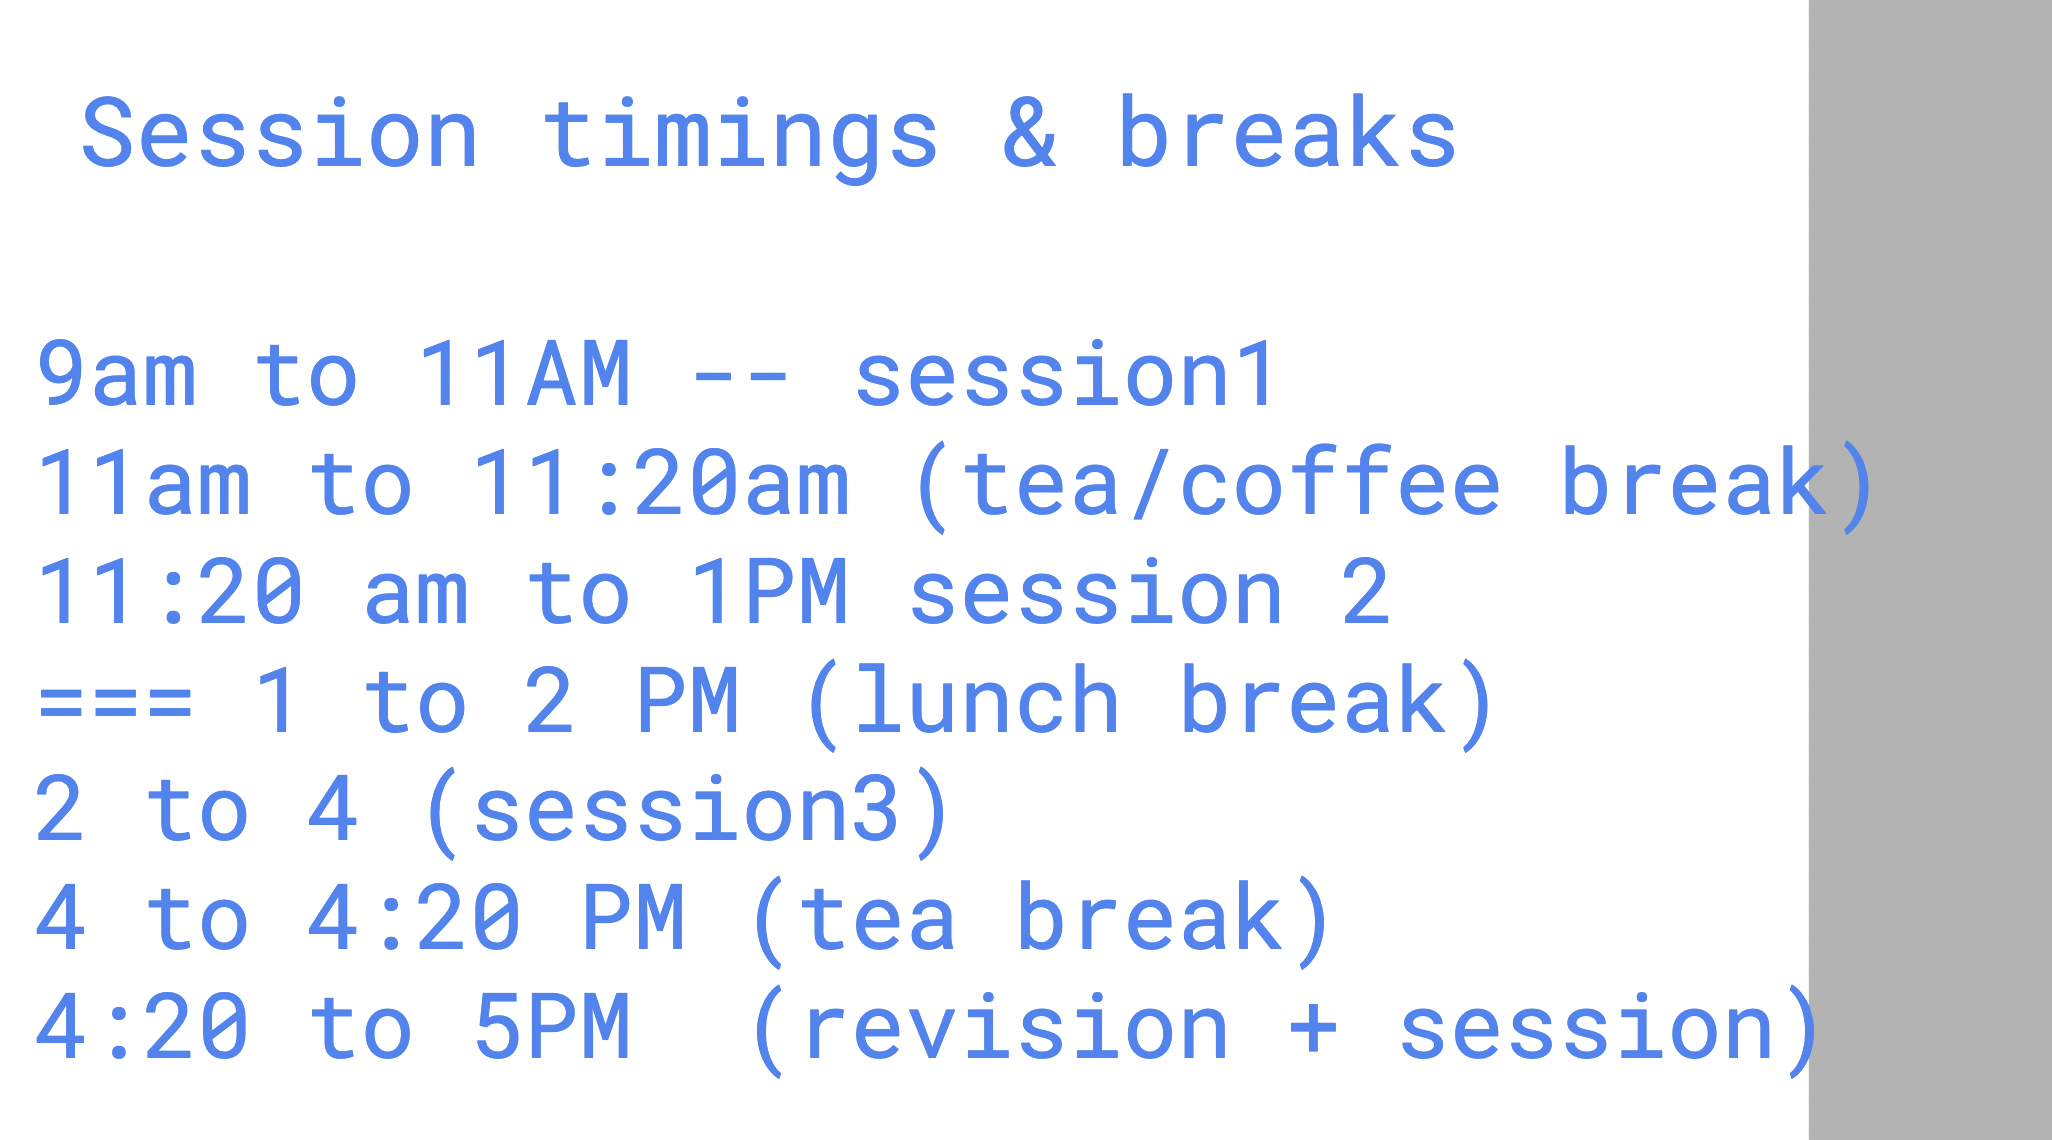 Session timings & breaks
9am to 11AM -- session1
11am to 11:20am (tea/coffee break)
11:20 am to 1PM session 2
=== 1 to 2 PM (lunch break)
2 to 4 (session3)
4 to 4:20 PM (tea break)
4:20 to 5PM  (revision + session)